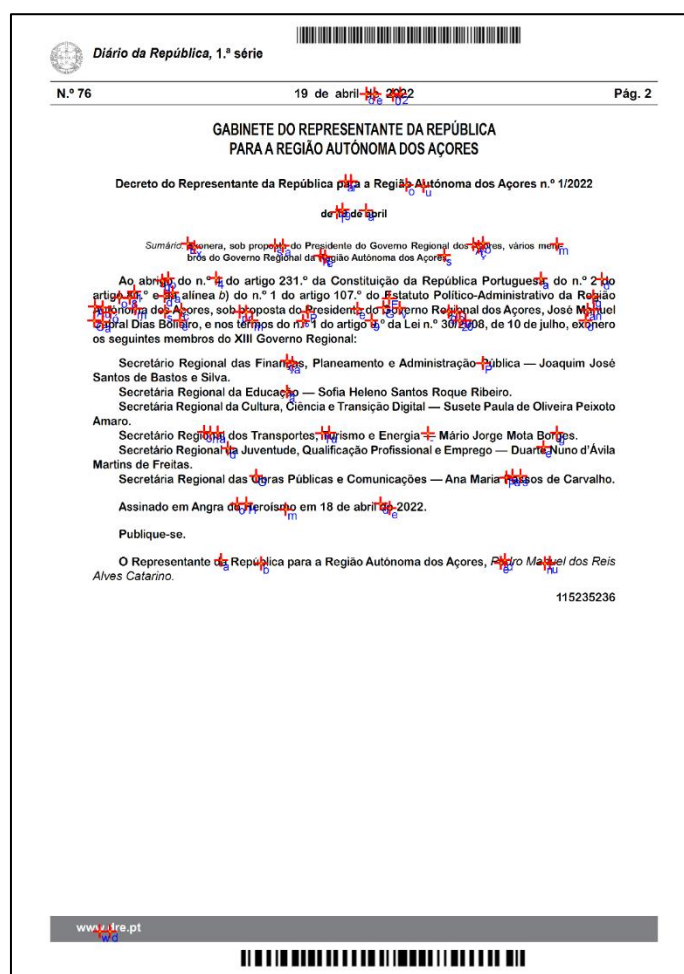 Diário da República, 1.ª série
N.º 76 19 de abril de 2022 Pág. 2
GABINETE DO REPRESENTANTE DA REPÚBLICA
PARA A REGIÃO AUTÓNOMA DOS AÇORES
Decreto do Representante da República para a Região Autónoma dos Açores n.º 1/2022
de abril
Sumário: Exonera, sob proposta do Presidente do Governo Regional dos Açores, vários mem-
bros do Governo Regional da Região Autónoma dos Açores.
Ao abrigo do n.º 4 do artigo 231.º da Constituição da República Portuguesa, do n.º 2 do
artigo e da alínea b) do n.º 1 do artigo 107.º do Estatuto Político-Administrativo da Região
Autónoma dos Açores, sob proposta do Presidente do Governo Regional dos Açores, José Manuel
Cabral Dias Bolieiro, e nos termos do n.º 1 do artigo da Lei n.º de 10 de julho, exonero
os seguintes membros do XIII Governo Regional:
Secretário Regional das Finanças, Planeamento e Administração Pública — Joaquim José
Santos de Bastos e Silva.
Secretária Regional da Educação — Sofia Heleno Santos Roque Ribeiro.
Secretária Regional da Cultura, Ciência e Transição Digital — Susete Paula de Oliveira Peixoto
Amaro.
Secretário Regional dos Transportes, Turismo e Energia — Mário Jorge Mota Borges.
Secretário Regional da Juventude, Qualificação Profissional e Emprego — Duarte Nuno d’Ávila
Martins de Freitas.
Secretária Regional das Obras Públicas e Comunicações — Ana Maria Passos de Carvalho.
Assinado em Angra do Heroísmo em 18 de abril de 2022.
Publique-se.
O Representante da República para a Região Autónoma dos Açores, Pedro Manuel dos Reis
Alves Catarino.
115235236
www.dre.pt